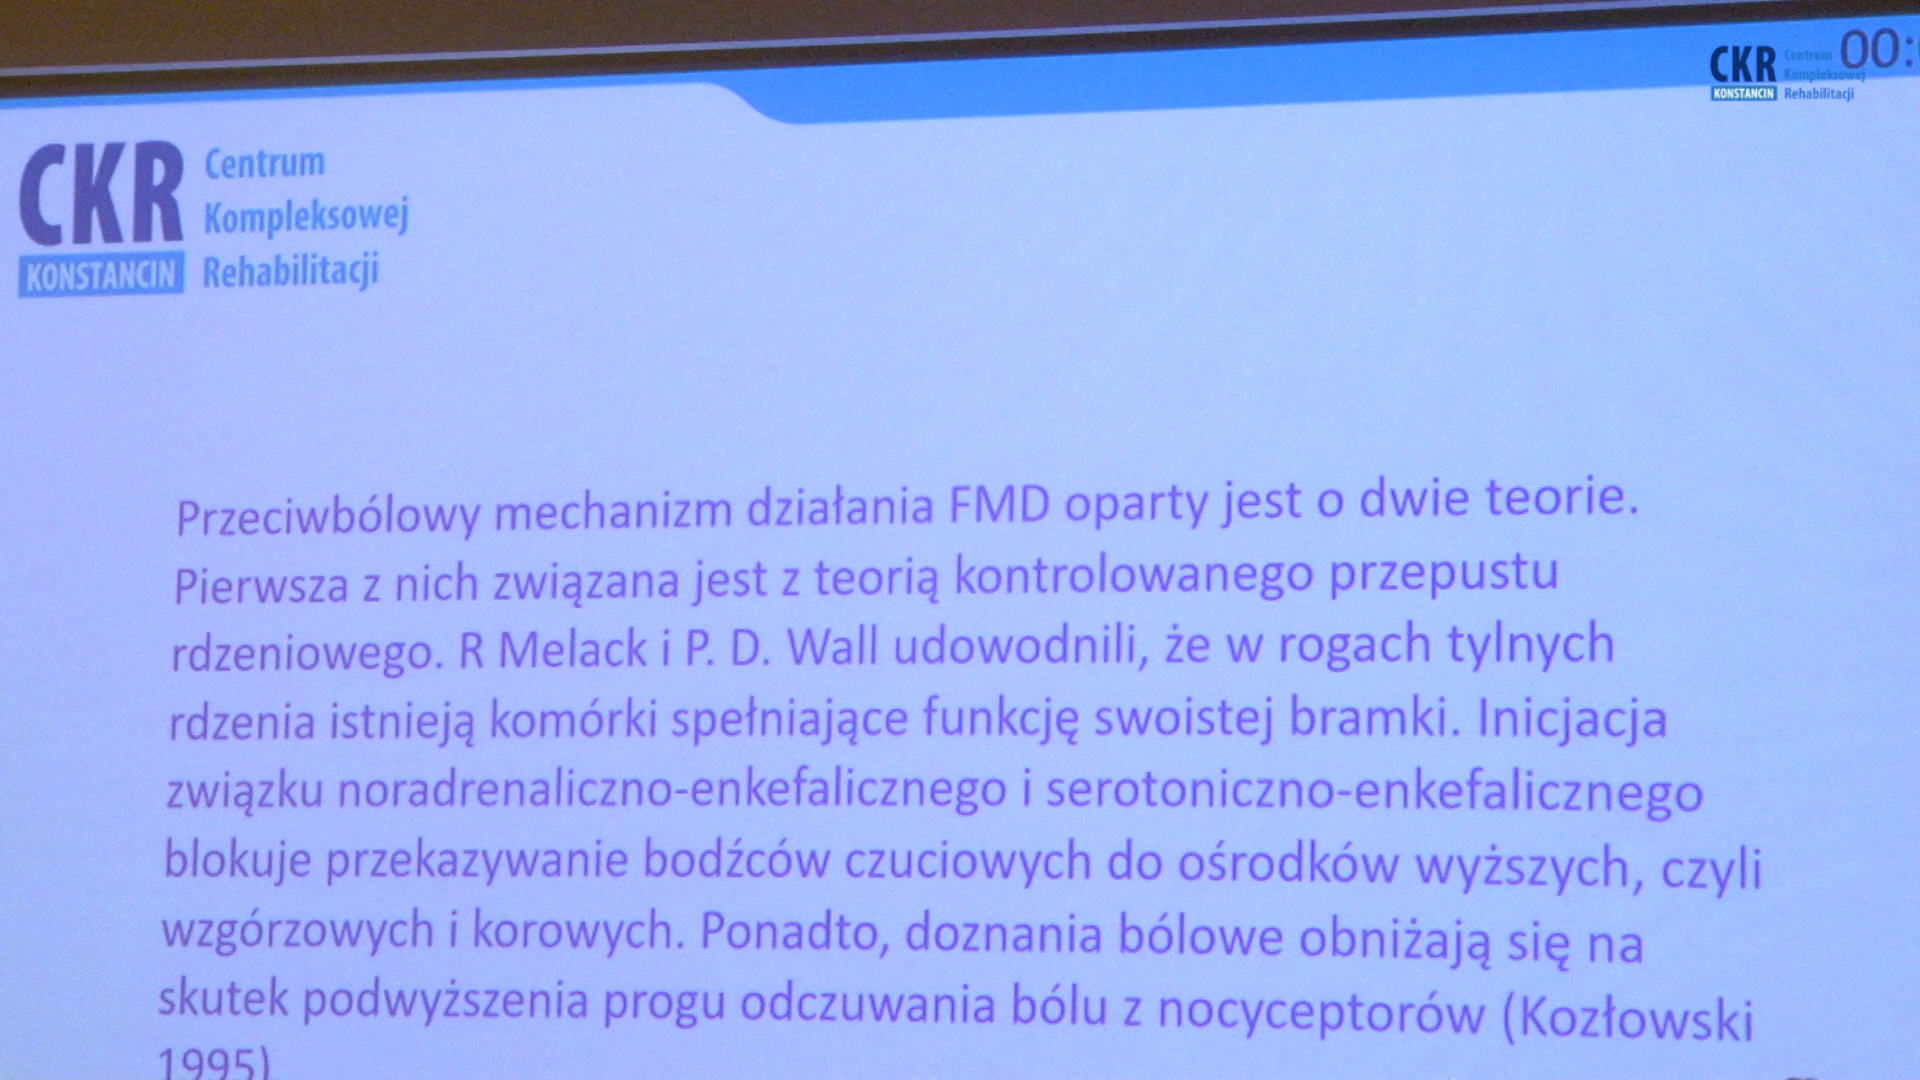 CKR Centrum 00:
Kompleksowej
KONSTANCIN Rehabilitacji
CKR Centrum
Kompleksowej
KONSTANCIN Rehabilitacji
Przeciwbólowy mechanizm działania FMD oparty jest o dwie teorie.
Pierwsza z nich związana jest z teorią kontrolowanego przepustu
rdzeniowego. R Melack i P. D. Wall udowodnili, że w rogach tylnych
rdzenia istnieją komórki spełniające funkcję swoistej bramki. Inicjacja
związku noradrenaliczno-enkefalicznego i serotoniczno-enkefalicznego
blokuje przekazywanie bodźców czuciowych do ośrodków wyższych, czyli
wzgórzowych i korowych. Ponadto, doznania bólowe obniżają się na
skutek podwyższenia progu odczuwania bólu z nocyceptorów (Kozłowski
1995)